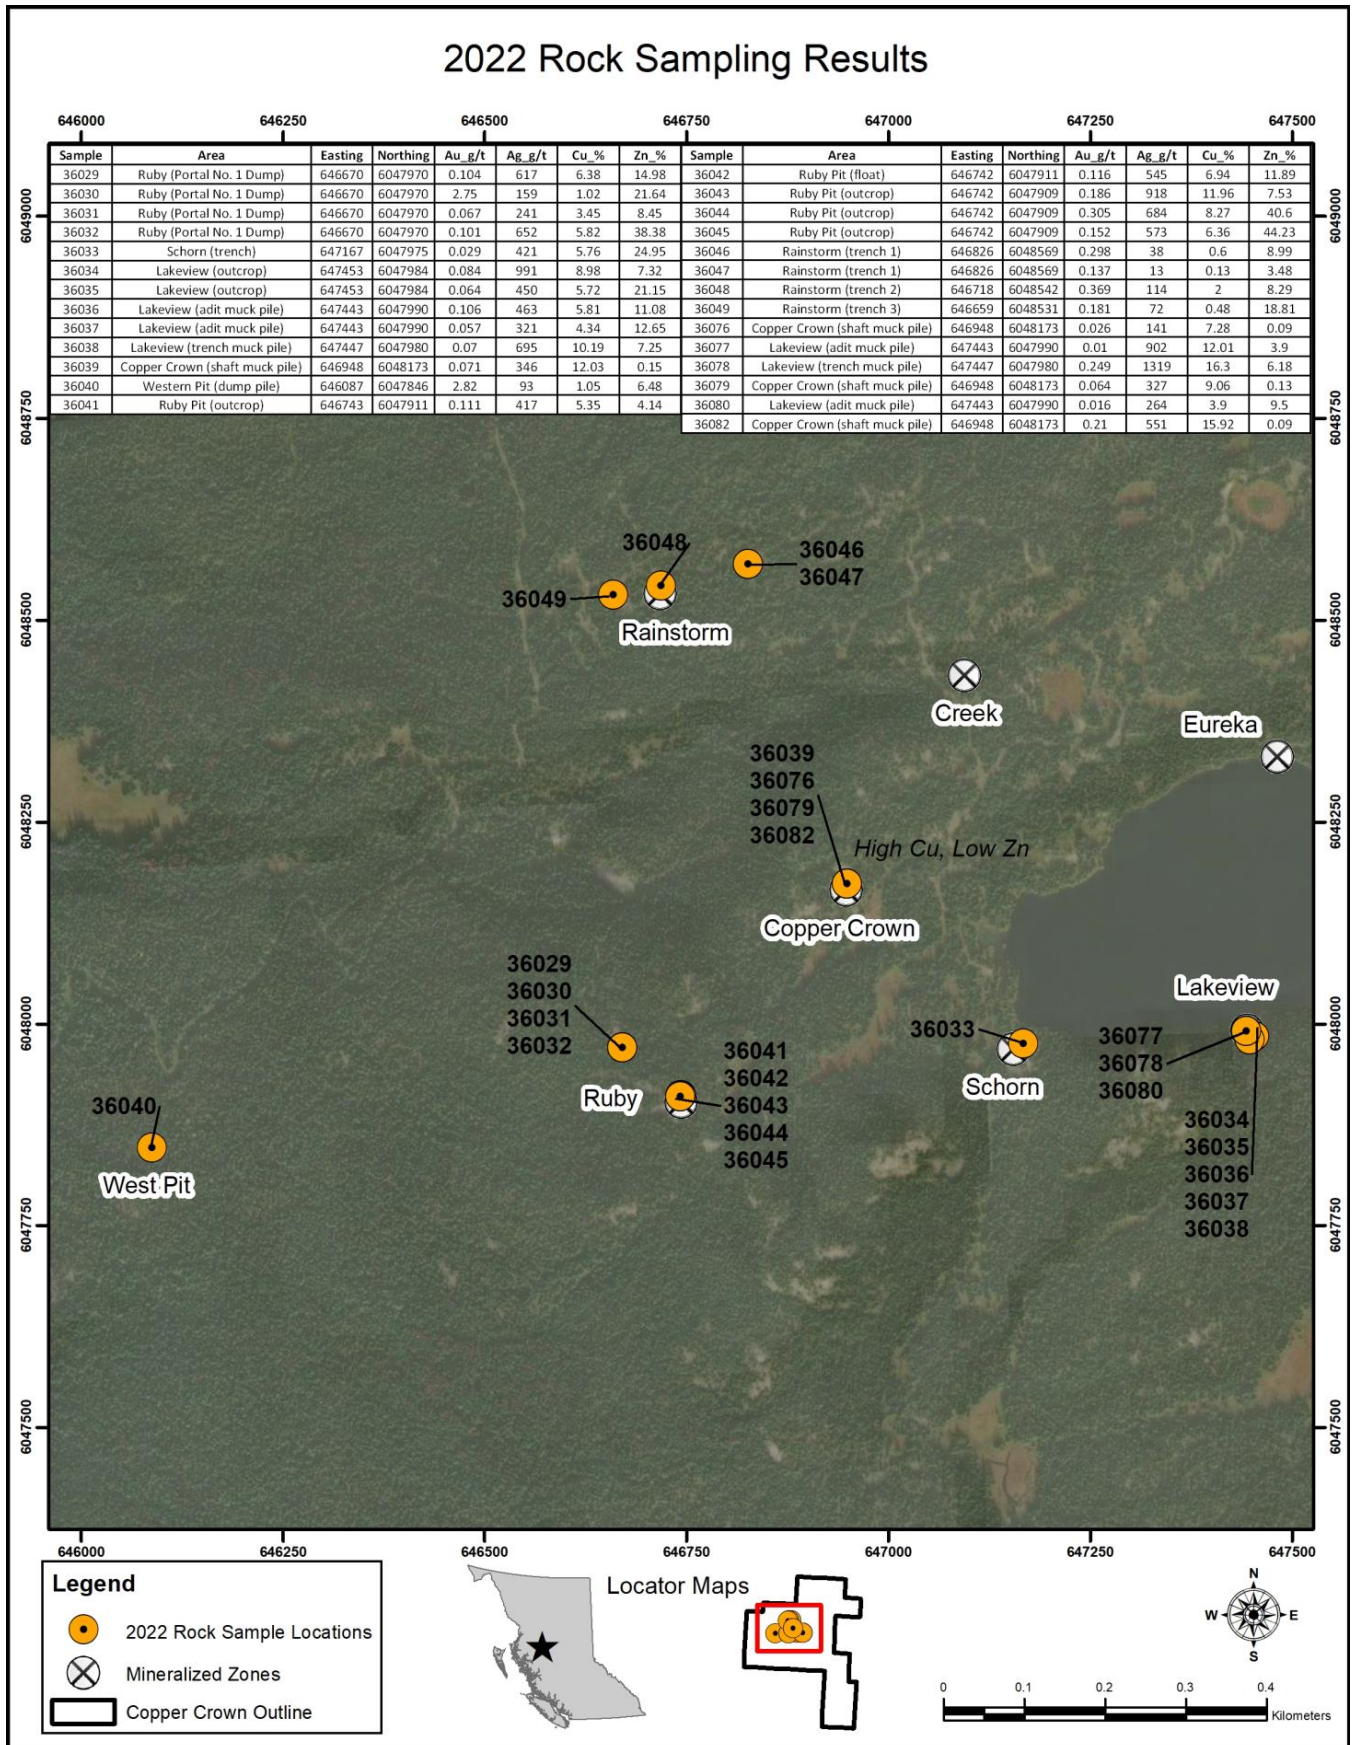 2022 Rock Sampling Results
646000 646250 646500 646750 647000 647250 647500
Sample Area Easting Northing Au_g/t Ag_g/t Cu_% Zn_% Sample Area Easting Northing Au_g/t Ag_g/t Cu_% Zn_%
36029 Ruby (Portal No. 1 Dump) 646670 6047970 0.104 617 6.38 14.98 36042 Ruby Pit (float) 646742 6047911 0.116 545 6.94 11.89
36030 Ruby (Portal No. 1 Dump) 646670 6047970 2.75 159 1.02 21.64 36043 Ruby Pit (outcrop) 646742 6047909 0.186 918 11.96 7.53
36031 Ruby (Portal No. 1 Dump) 646670 6047970 0.067 241 3.45 8.45 36044 Ruby Pit (outcrop) 646742 6047909 0.305 684 8.27 40.6
36032 Ruby (Portal No. 1 Dump) 646670 6047970 0.101 652 5.82 38.38 36045 Ruby Pit (outcrop) 646742 6047909 0.152 573 6.36 44.23
36033 Schorn (trench) 647167 6047975 0.029 421 5.76 24.95 36046 Rainstorm (trench 1) 646826 6048569 0.298 38 0.6 8.99
36034 Lakeview (outcrop) 647453 6047984 0.084 991 8.98 7.32 36047 Rainstorm (trench 1) 646826 6048569 0.137 13 0.13 3.48
36035 Lakeview (outcrop) 647453 6047984 0.064 450 5.72 21.15 36048 Rainstorm (trench 2) 646718 6048542 0.369 114 2 8.29
36036 Lakeview (adit muck pile) 647443 6047990 0.106 463 5.81 11.08 36049 Rainstorm (trench 3) 646659 6048531 0.181 72 0.48 18.81
36037 Lakeview (adit muck pile) 647443 6047990 0.057 321 4.34 12.65 36076 Copper Crown (shaft muck pile) 646948 6048173 0.026 141 7.28 0.09
36038 Lakeview (trench muck pile) 647447 6047980 0.07 695 10.19 7.25 36077 Lakeview (adit muck pile) 647443 6047990 0.01 902 12.01 3.9
36039 Copper Crown (shaft muck pile) 646948 6048173 0.071 346 12.03 0.15 36078 Lakeview (trench muck pile) 647447 6047980 0.249 1319 16.3 6.18
36040 Western Pit (dump pile) 646087 6047846 2.82 93 1.05 6.48 36079 Copper Crown (shaft muck pile) 646948 6048173 0.064 327 9.06 0.13
36041 Ruby Pit (outcrop) 646743 6047911 0.111 417 5.35 4.14 36080 Lakeview (adit muck pile) 647443 6047990 0.016 264 3.9 9.5
36082 Copper Crown (shaft muck pile) 646948 6048173 0.21 551 15.92 0.09
6049000 6049000
6048750 6048750
36048
36046
36047
36049
Rainstorm
6048500 6048500
Creek
Eureka
36039
36076
36079
36082
6048250 6048250
High Cu, Low Zn
Copper Crown
36029
36030
36031
36032
Lakeview
6048000 6048000
36033
36077
36078
36080
36041
36042
36043
36044
36045
Schorn
Ruby
36040
36034
36035
36036
36037
36038
West Pit
6047750 6047750
6047500 6047500
646000 646250 646500 646750 647000 647250 647500
Legend
2022 Rock Sample Locations
Mineralized Zones
Copper Crown Outline
Locator Maps
N
W E
S
0 0.1 0.2 0.3 0.4
Kilometers